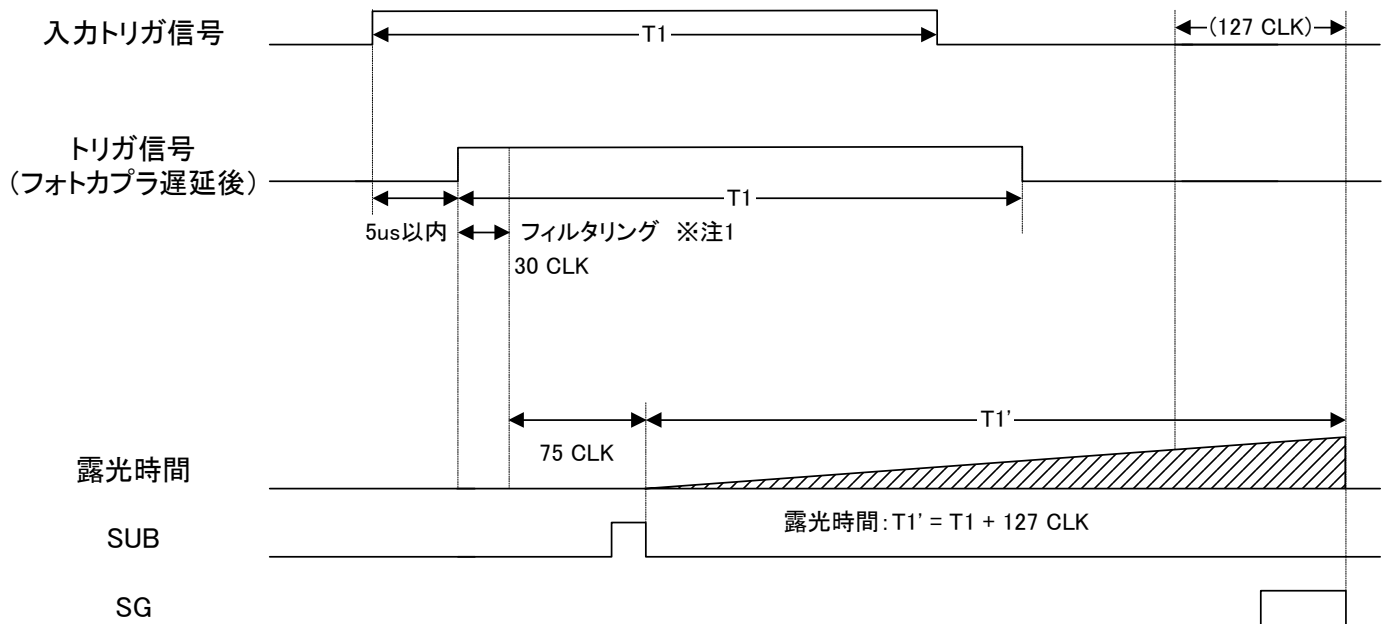 入力トリガ信号
T1
(127 CLK)
トリガ信号
(フォトカプラ遅延後)
T1
5us以内
フィルタリング ※注1
30 CLK
T1'
75 CLK
露光時間
露光時間:T1' = T1 + 127 CLK
SUB
SG